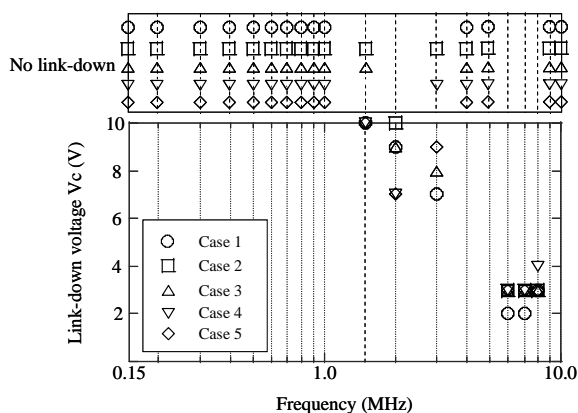 No link-down
Link-down voltage Vc (V)
10
8
6
4
2
Case 1
Case 2
Case 3
Case 4
Case 5
0.15
1.0
10.0
Frequency (MHz)